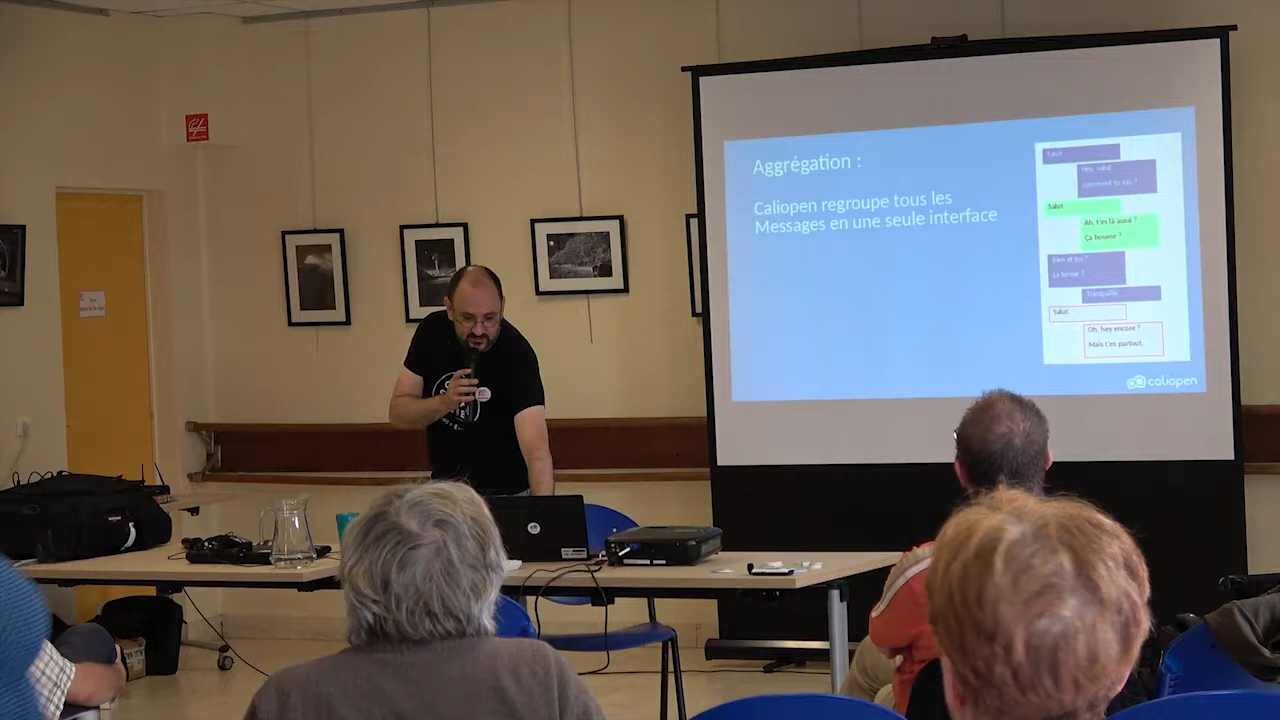 Aggrégation :
Caliopen regroupe tous les
Messages en une seule interface
Salut
Hey, salut
comment tu vas ?
Salut
Ah, t'es là aussi ?
Ça boume ?
Bien et toi ?
La forme ?
Tranquille
Salut
Oh, hey encore ?
Mais t'es partout.
caliopen